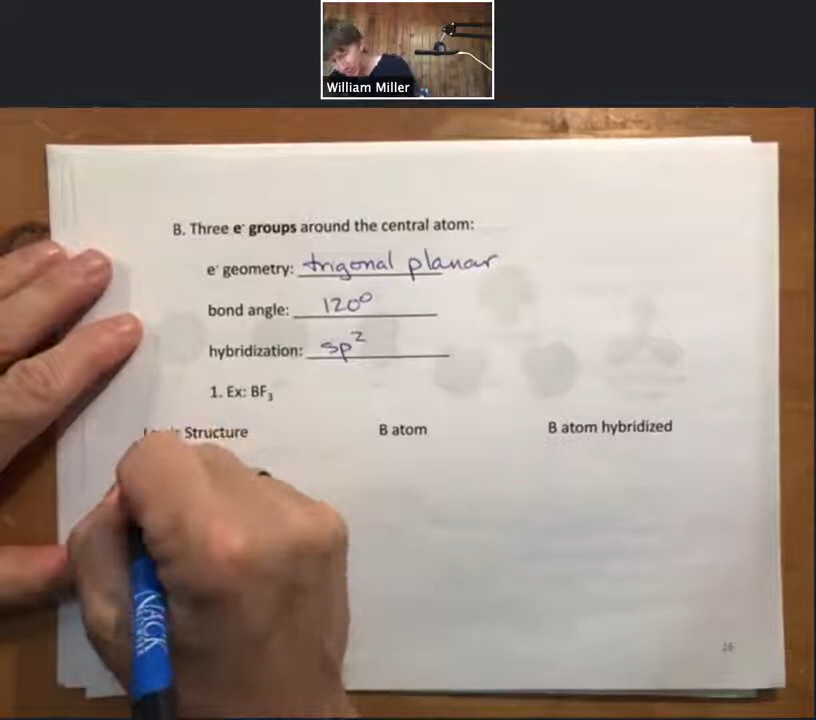 William Miller
B. Three e⁻ groups around the central atom:
e⁻ geometry: trigonal planar
bond angle: 120°
hybridization: sp²
1. Ex: BF₃
Structure B atom B atom hybridized